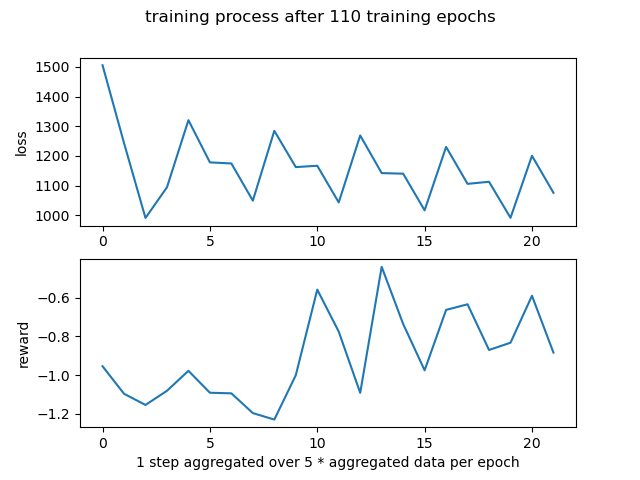 training process after 110 training epochs
1500
1400
1300
1200
1100
1000
loss
0 5 10 15 20
−0.6
−0.8
−1.0
−1.2
reward
0 5 10 15 20
1 step aggregated over 5 * aggregated data per epoch